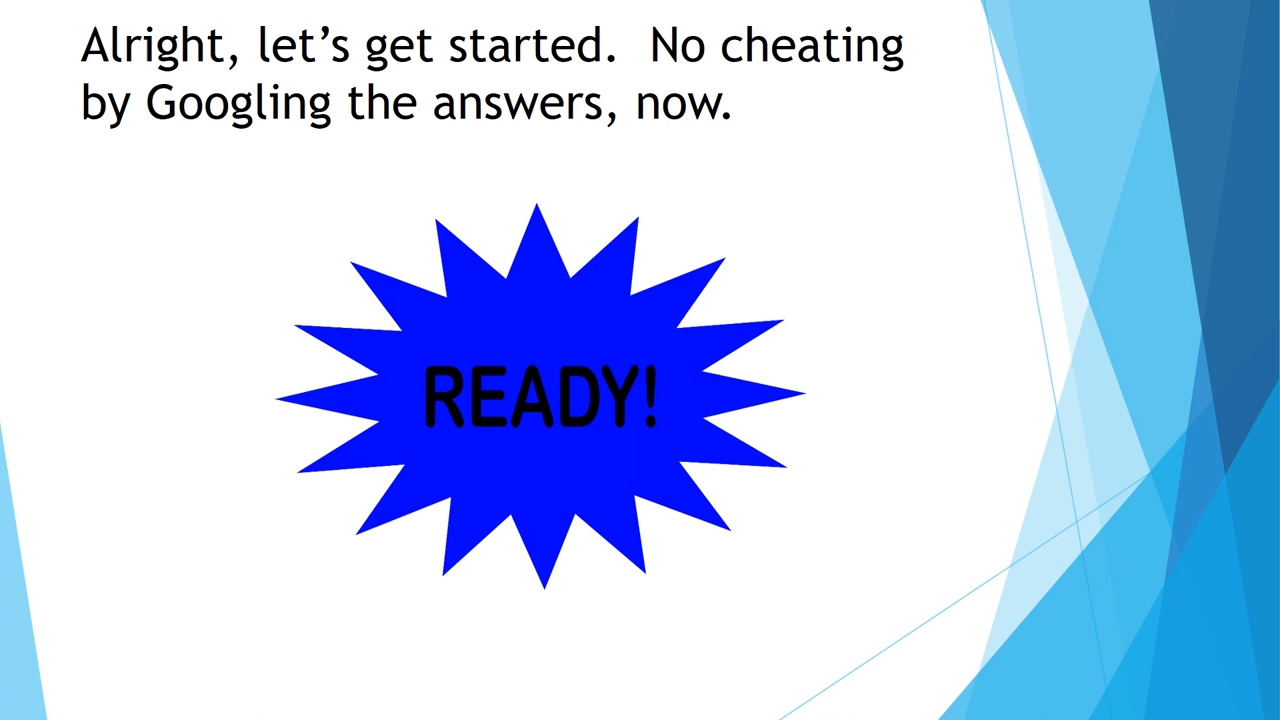 Alright, let’s get started.  No cheating
by Googling the answers, now.
READY!